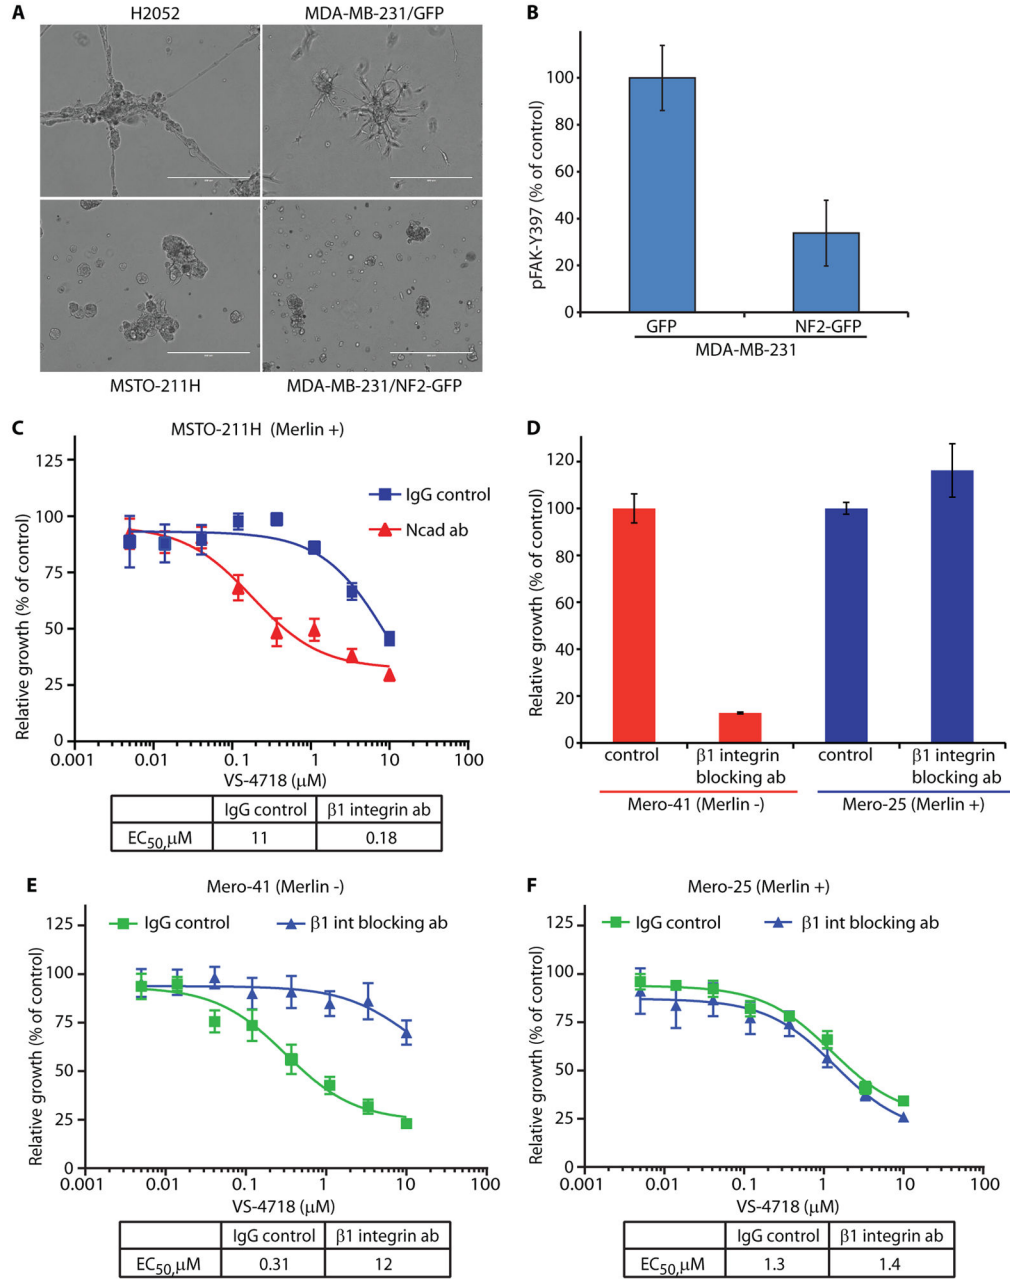 A
H2052
MDA-MB-231/GFP
MSTO-211H
MDA-MB-231/NF2-GFP
B
pFAK-Y397 (% of control)
100
80
60
40
20
0
GFP
NF2-GFP
MDA-MB-231
C
MSTO-211H (Merlin +)
Relative growth (% of control)
125
100
75
50
25
0
IgG control
Ncad ab
0.001 0.01 0.1 1 10 100
VS-4718 (μM)
IgG control β1 integrin ab
EC50,μM 11 0.18
D
Relative growth (% of control)
120
100
80
60
40
20
0
control
β1 integrin
blocking ab
control
β1 integrin
blocking ab
Mero-41 (Merlin -)
Mero-25 (Merlin +)
E
Mero-41 (Merlin -)
Relative growth (% of control)
125
100
75
50
25
0
IgG control
β1 int blocking ab
0.001 0.01 0.1 1 10 100
VS-4718 (μM)
IgG control β1 integrin ab
EC50,μM 0.31 12
F
Mero-25 (Merlin +)
Relative growth (% of control)
125
100
75
50
25
0
IgG control
β1 int blocking ab
0.001 0.01 0.1 1 10 100
VS-4718 (μM)
IgG control β1 integrin ab
EC50,μM 1.3 1.4